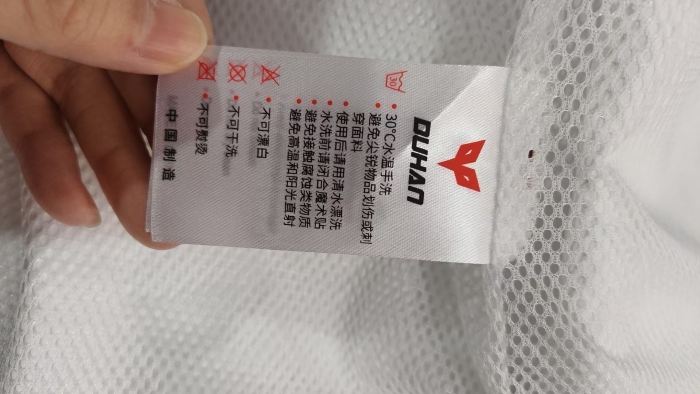 DUHAN
30
• 30℃水温手洗
• 避免尖锐物品划伤或刺
穿面料
• 使用后请用清水漂洗
• 水洗前请闭合魔术贴
• 避免接触腐蚀类物质
• 避免高温和阳光直射
• 不可漂白
• 不可干洗
• 不可熨烫
中国制造